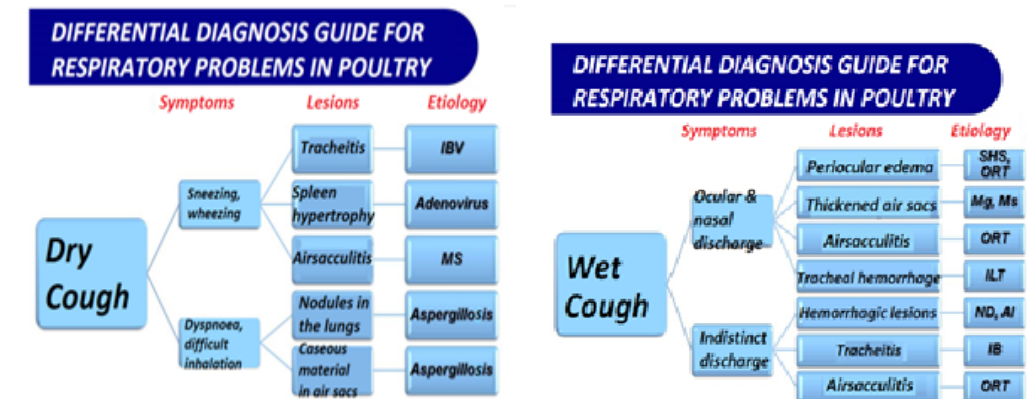 DIFFERENTIAL DIAGNOSIS GUIDE FOR
RESPIRATORY PROBLEMS IN POULTRY
Symptoms Lesions Etiology
Dry
Cough
Sneezing,
wheezing
Tracheitis
IBV
Spleen
hypertrophy
Adenovirus
Airsacculitis
MS
Dyspnoea,
difficult
inhalation
Nodules in
the lungs
Aspergillosis
Caseous
material
in air sacs
Aspergillosis
DIFFERENTIAL DIAGNOSIS GUIDE FOR
RESPIRATORY PROBLEMS IN POULTRY
Symptoms Lesions Etiology
Wet
Cough
Ocular &
nasal
discharge
Periocular edema
SHS,
ORT
Thickened air sacs
Mg, Ms
Airsacculitis
ORT
Tracheal hemorrhage
ILT
Indistinct
discharge
Hemorrhagic lesions
ND, AI
Tracheitis
IB
Airsacculitis
ORT